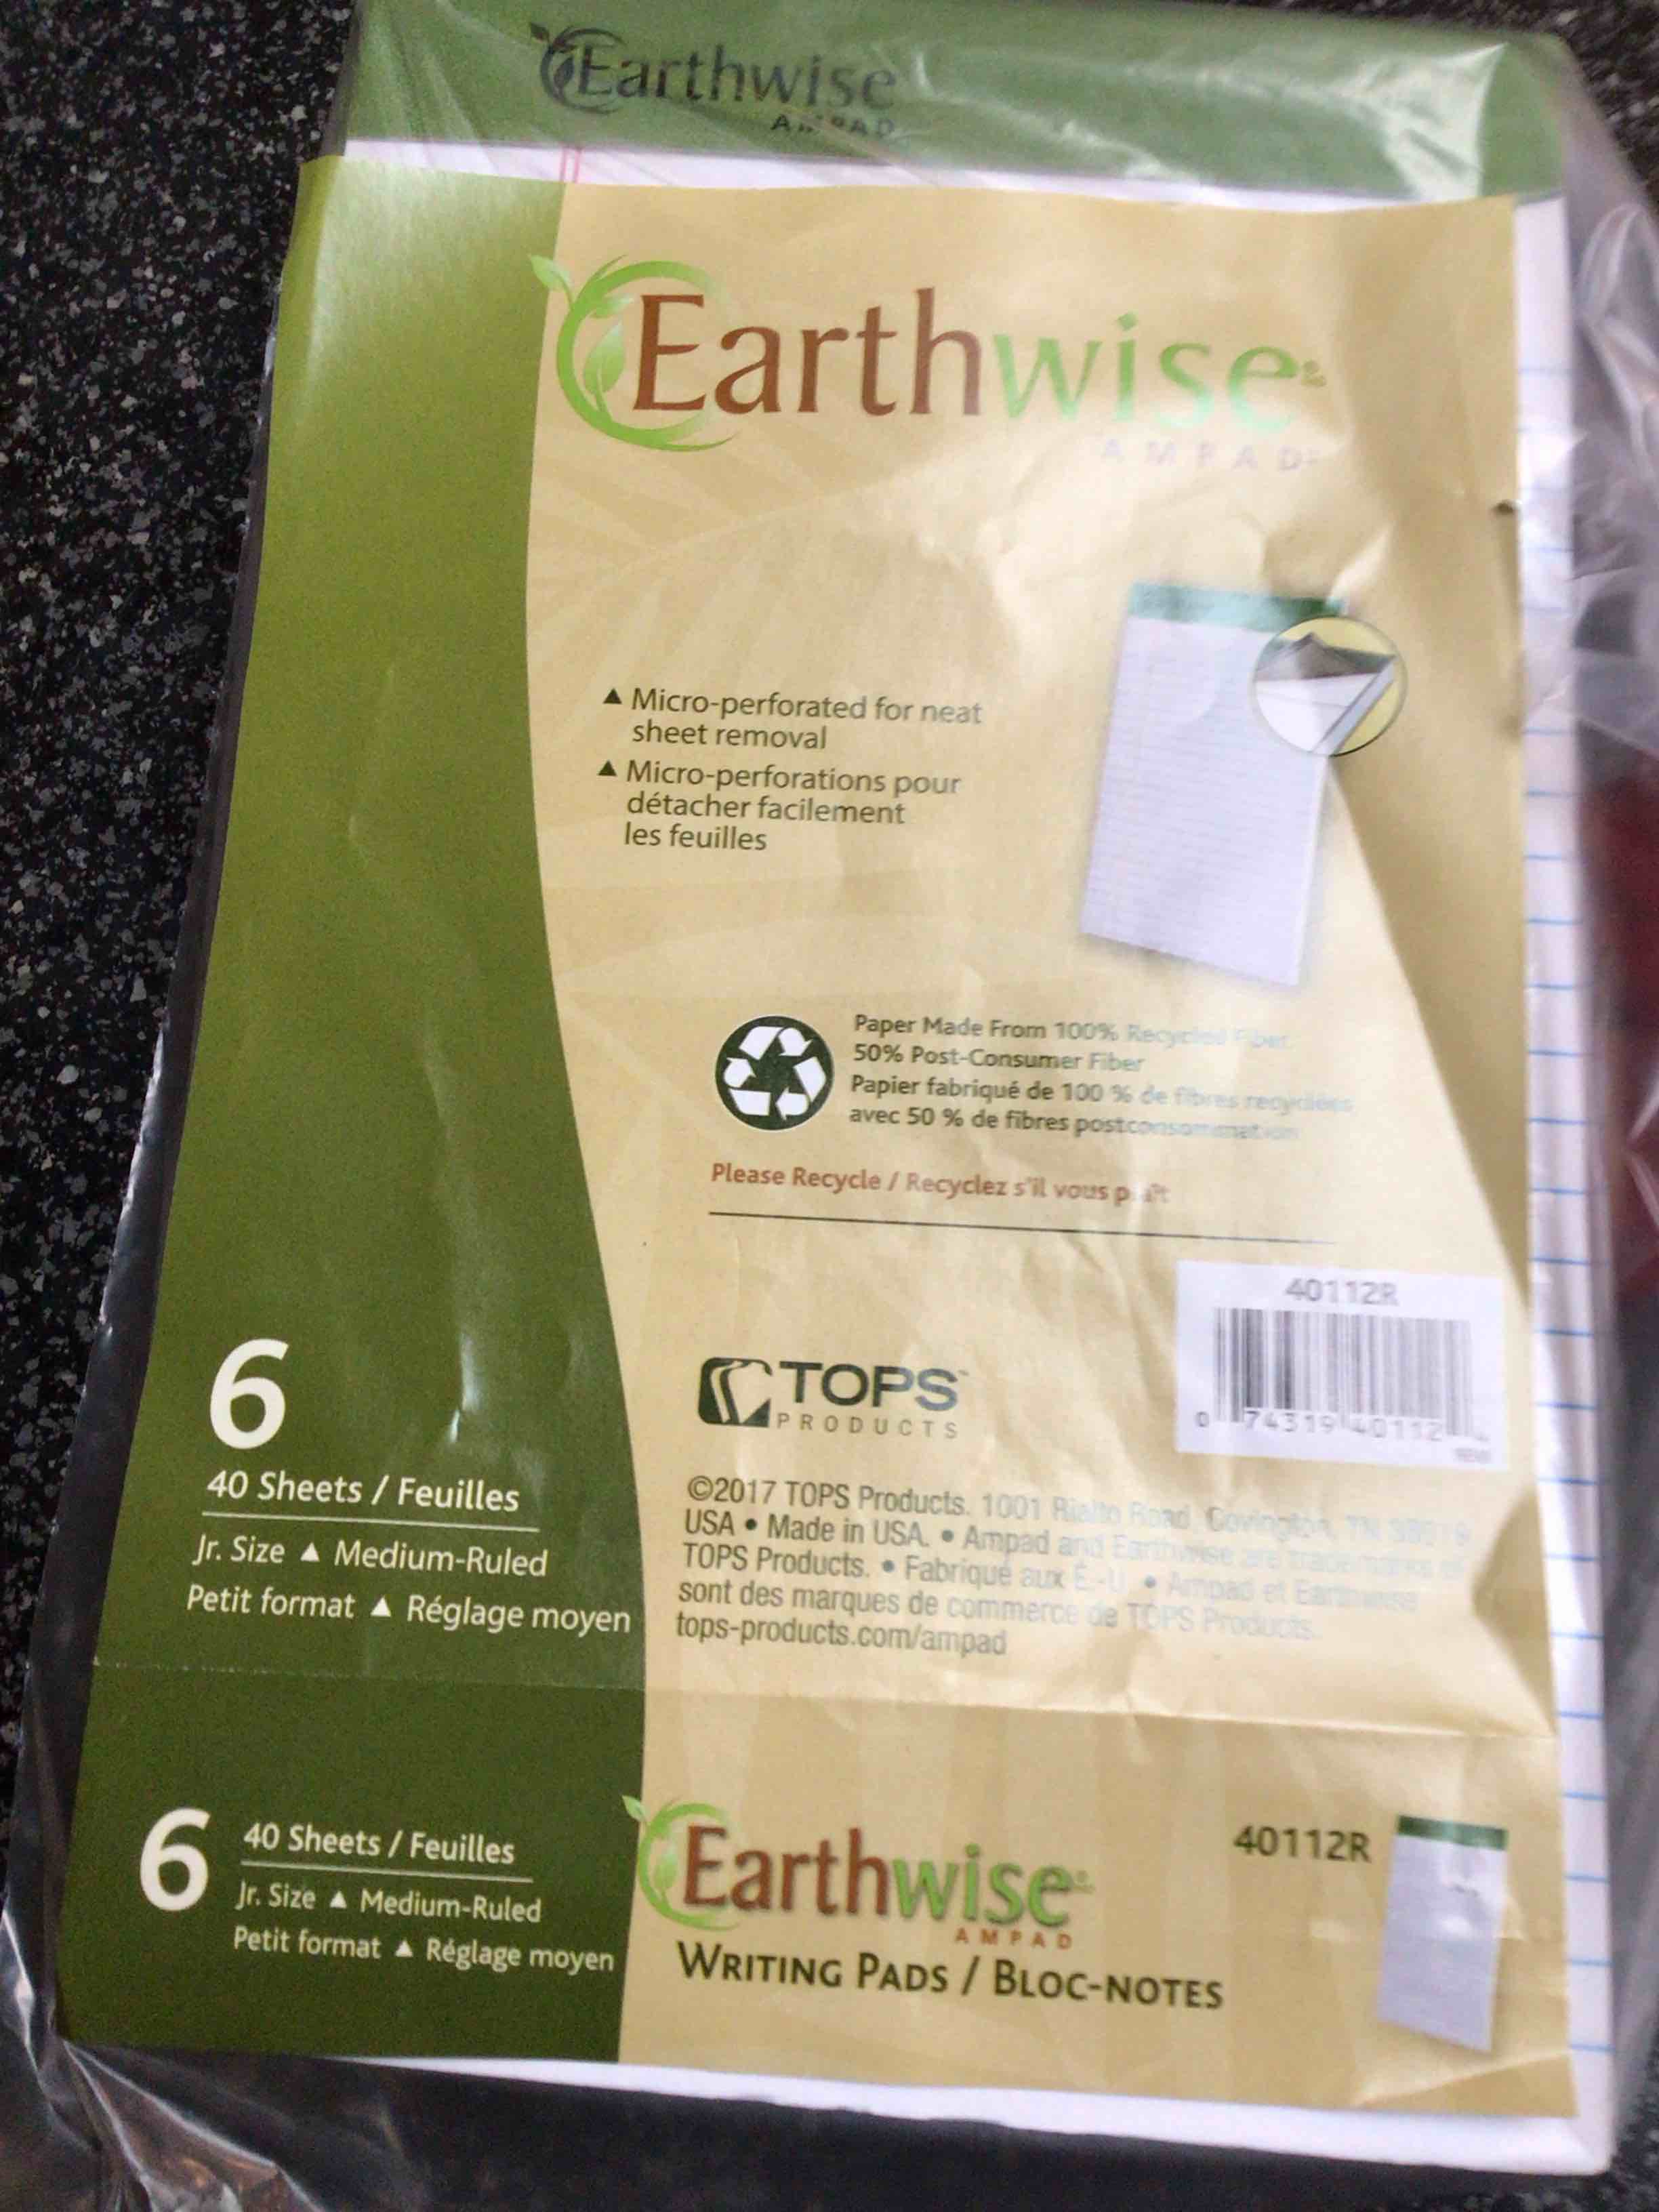 Earthwise
AMPAD
Earthwise
AMPAD
▲ Micro-perforated for neat
sheet removal
▲ Micro-perforations pour
détacher facilement
les feuilles
Paper Made From 100% Recycled Fiber
50% Post-Consumer Fiber
Papier fabriqué de 100 % de fibres recyclées
avec 50 % de fibres postconsommation
Please Recycle / Recyclez s'il vous plaît
40112R
0 74319 40112
TOPS™
PRODUCTS
6
40 Sheets / Feuilles
Jr. Size ▲ Medium-Ruled
Petit format ▲ Réglage moyen
©2017 TOPS Products. 1001 Rialto Road, Covington, TN
USA • Made in USA. • Ampad and Earthwise are trademarks of
TOPS Products. • Fabriqué aux É.-U. • Ampad et Earthwise
sont des marques de commerce de TOPS Products.
tops-products.com/ampad
6
40 Sheets / Feuilles
Jr. Size ▲ Medium-Ruled
Petit format ▲ Réglage moyen
Earthwise
AMPAD
WRITING PADS / BLOC-NOTES
40112R